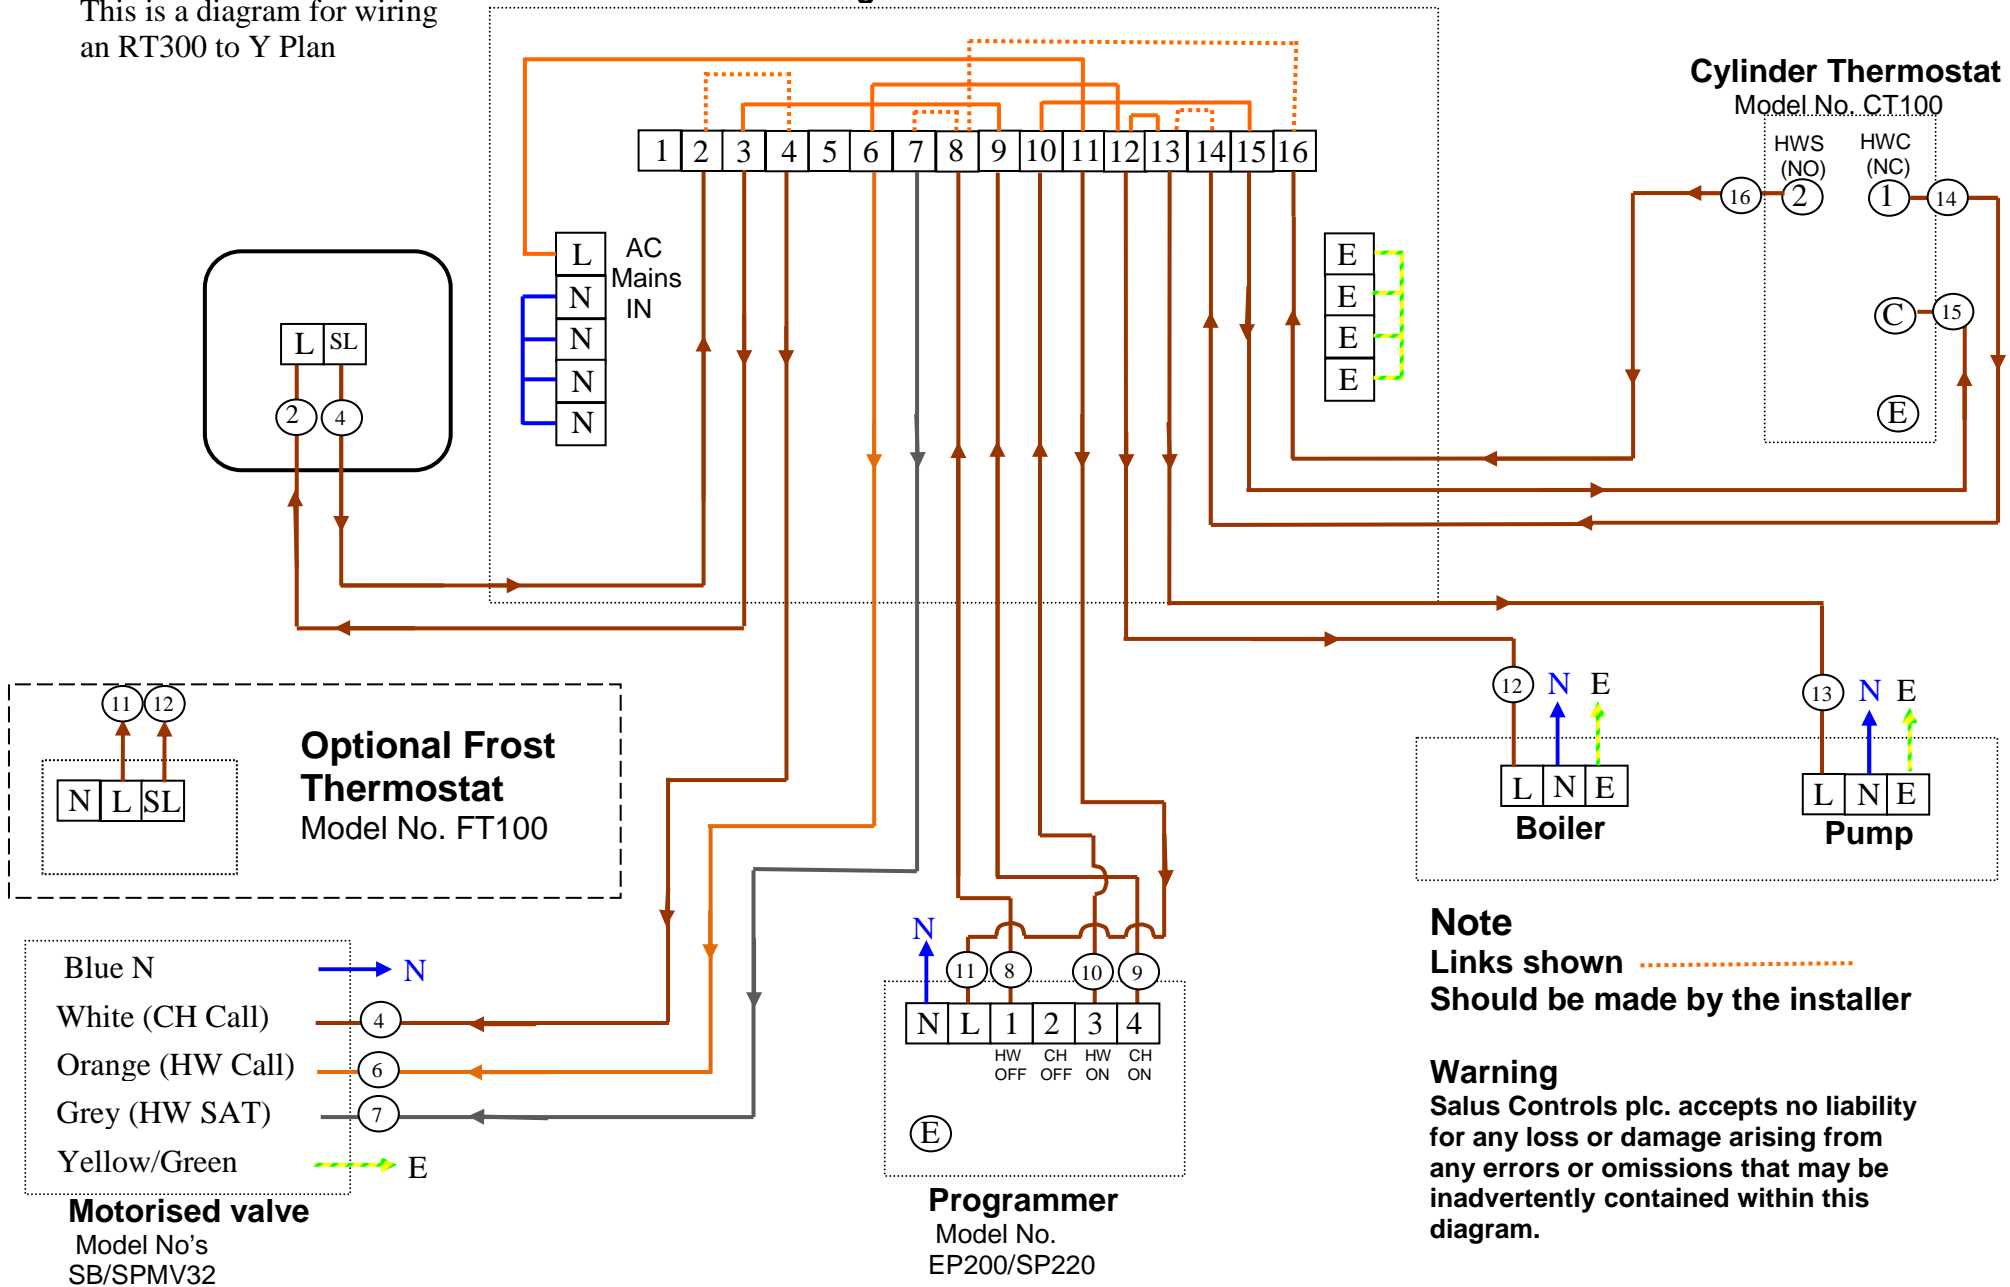 This is a diagram for wiring
an RT300 to Y Plan
Cylinder Thermostat
Model No. CT100
HWS
(NO)
HWC
(NC)
16
2
1
14
C
15
E
1 2 3 4 5 6 7 8 9 10 11 12 13 14 15 16
L
N
N
N
N
AC
Mains
IN
E
E
E
E
L SL
2 4
11 12
N L SL
Optional Frost
Thermostat
Model No. FT100
12 N E
L N E
Boiler
13 N E
L N E
Pump
Blue N
N
White (CH Call)
4
Orange (HW Call)
6
Grey (HW SAT)
7
Yellow/Green
E
Motorised valve
Model No's
SB/SPMV32
N
11 8 10 9
N L 1 2 3 4
HW CH HW CH
OFF OFF ON ON
E
Programmer
Model No.
EP200/SP220
Note
Links shown
Should be made by the installer
Warning
Salus Controls plc. accepts no liability
for any loss or damage arising from
any errors or omissions that may be
inadvertently contained within this
diagram.